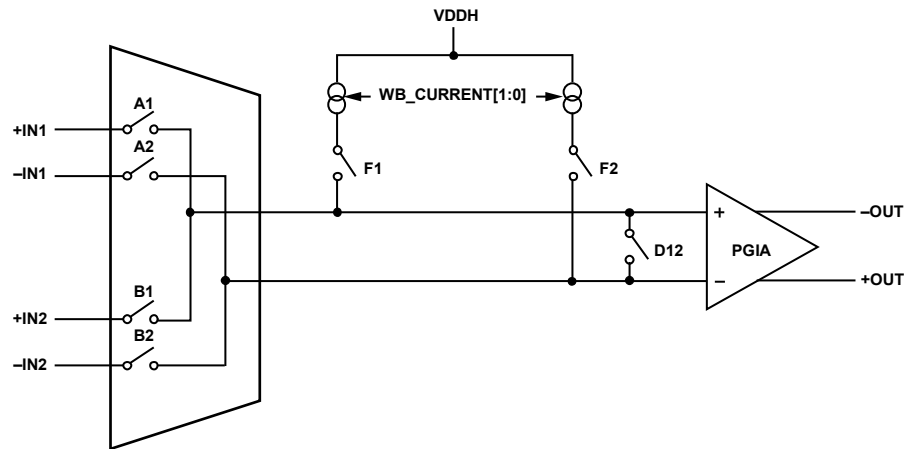 VDDH
WB_CURRENT[1:0]
A1
+IN1
A2
–IN1
F1
F2
+
–OUT
D12
PGIA
–
+OUT
B1
+IN2
B2
–IN2